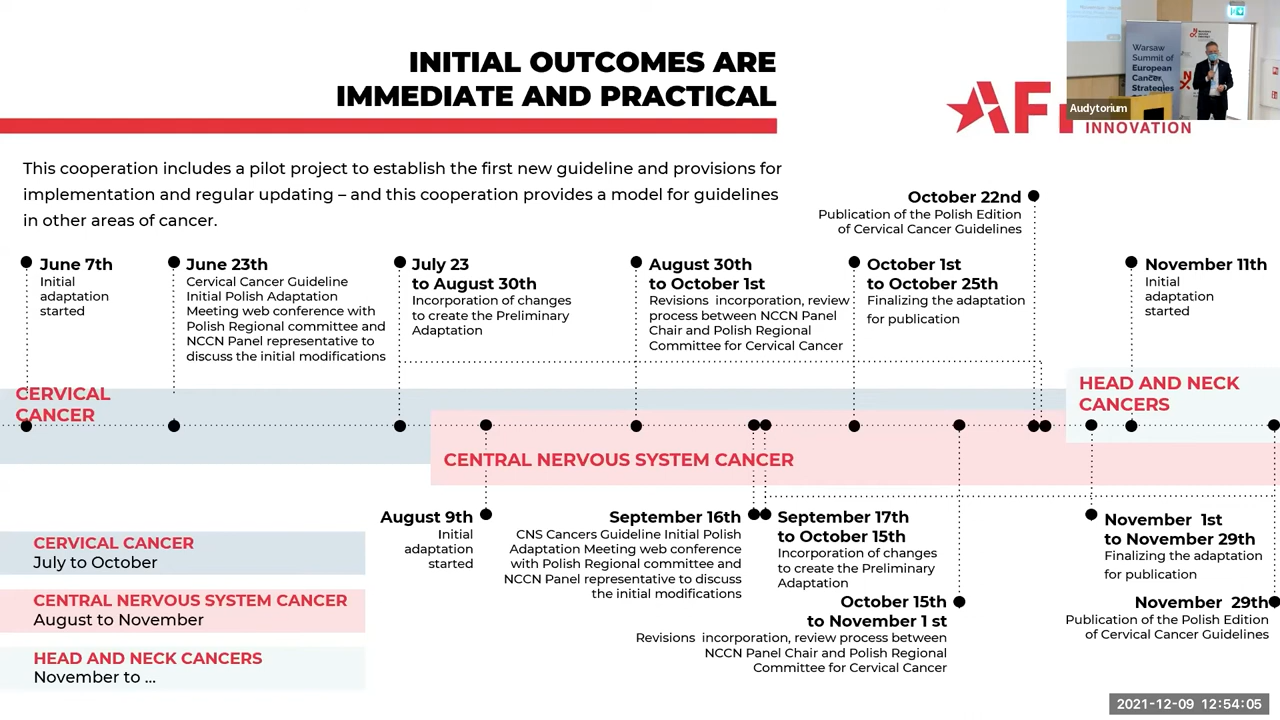 INITIAL OUTCOMES ARE
IMMEDIATE AND PRACTICAL
Warsaw
Summit of
European
Cancer
Strategies
Audytorium
INNOVATION
This cooperation includes a pilot project to establish the first new guideline and provisions for
implementation and regular updating – and this cooperation provides a model for guidelines
in other areas of cancer.
October 22nd
Publication of the Polish Edition
of Cervical Cancer Guidelines
June 7th
Initial
adaptation
started
June 23th
Cervical Cancer Guideline
Initial Polish Adaptation
Meeting web conference with
Polish Regional committee and
NCCN Panel representative to
discuss the initial modifications
July 23
to August 30th
Incorporation of changes
to create the Preliminary
Adaptation
August 30th
to October 1st
Revisions incorporation, review
process between NCCN Panel
Chair and Polish Regional
Committee for Cervical Cancer
October 1st
to October 25th
Finalizing the adaptation
for publication
November 11th
Initial
adaptation
started
CERVICAL
CANCER
HEAD AND NECK
CANCERS
CENTRAL NERVOUS SYSTEM CANCER
August 9th
Initial
adaptation
started
September 16th
CNS Cancers Guideline Initial Polish
Adaptation Meeting web conference
with Polish Regional committee and
NCCN Panel representative to discuss
the initial modifications
September 17th
to October 15th
Incorporation of changes
to create the Preliminary
Adaptation
October 15th
to November 1 st
Revisions incorporation, review process between
NCCN Panel Chair and Polish Regional
Committee for Cervical Cancer
November 1st
to November 29th
Finalizing the adaptation
for publication
November 29th
Publication of the Polish Edition
of Cervical Cancer Guidelines
CERVICAL CANCER
July to October
CENTRAL NERVOUS SYSTEM CANCER
August to November
HEAD AND NECK CANCERS
November to ...
2021-12-09 12:54:05